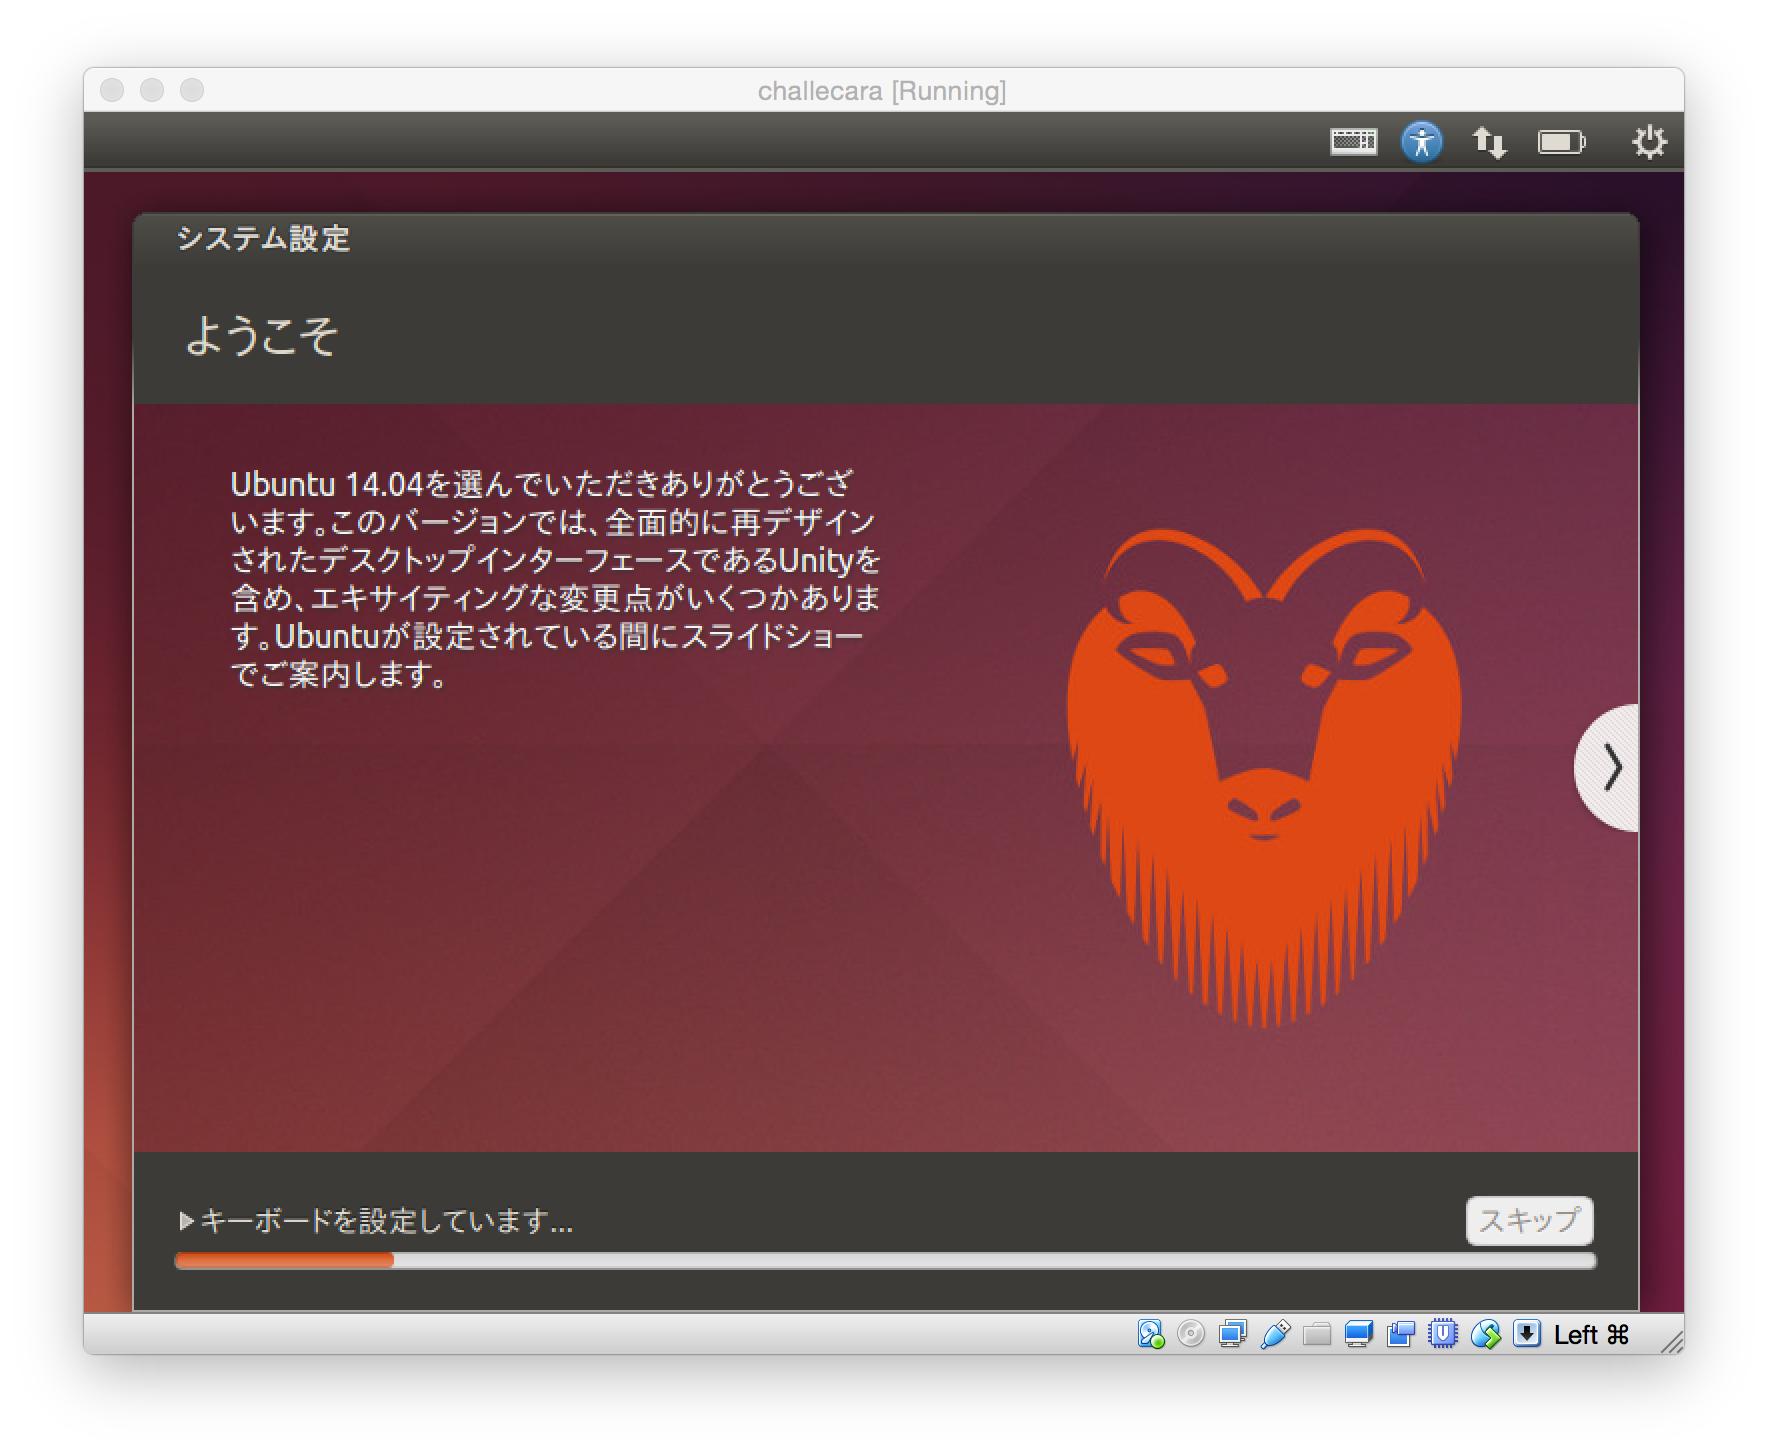 challecara [Running]
システム設定
ようこそ
Ubuntu 14.04を選んでいただきありがとうござ
います。このバージョンでは、全面的に再デザイン
されたデスクトップインターフェースであるUnityを
含め、エキサイティングな変更点がいくつかありま
す。Ubuntuが設定されている間にスライドショー
でご案内します。
キーボードを設定しています...
スキップ
Left ⌘